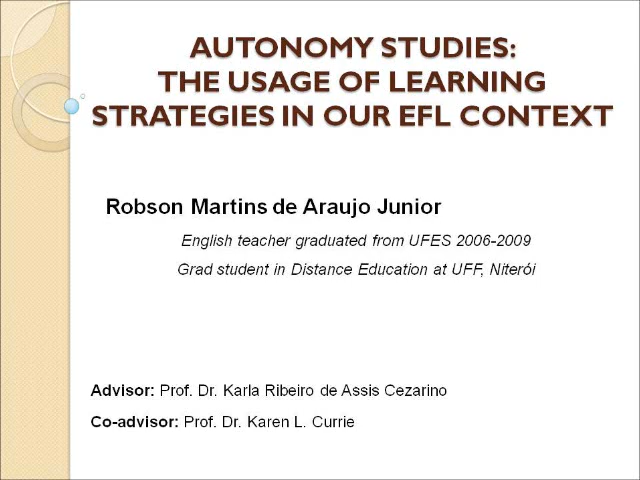 AUTONOMY STUDIES:
THE USAGE OF LEARNING
STRATEGIES IN OUR EFL CONTEXT
Robson Martins de Araujo Junior
English teacher graduated from UFES 2006-2009
Grad student in Distance Education at UFF, Niterói
Advisor: Prof. Dr. Karla Ribeiro de Assis Cezarino
Co-advisor: Prof. Dr. Karen L. Currie